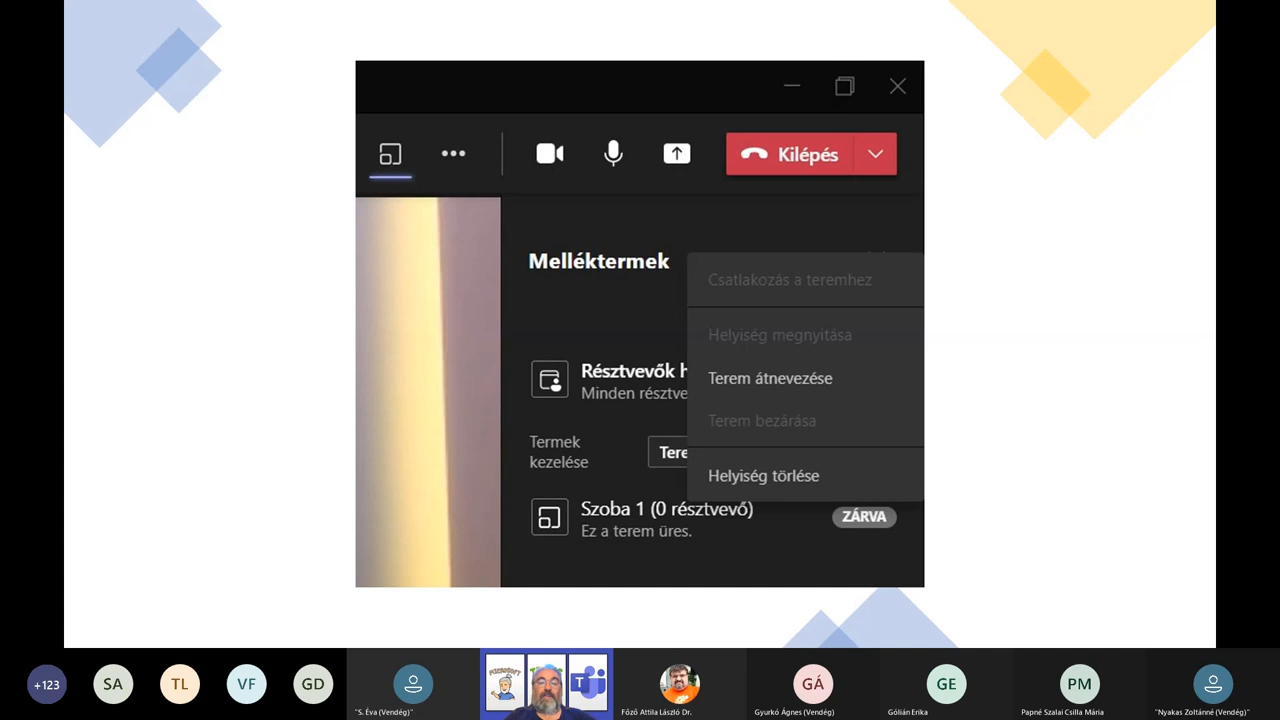 Kilépés
Melléktermek
Csatlakozás a teremhez
Helyiség megnyitása
Résztvevők h
Minden résztve
Terem átnevezése
Terem bezárása
Termek
kezelése
Tere
Helyiség törlése
Szoba 1 (0 résztvevő)
Ez a terem üres.
ZÁRVA
+123
SA
TL
VF
GD
"S. Éva (Vendég)"
T
Főző Attila László Dr.
GÁ
Gyurkó Ágnes (Vendég)
GE
Gólián Erika
PM
Papné Szalai Csilla Mária
"Nyakas Zoltánné (Vendég)"